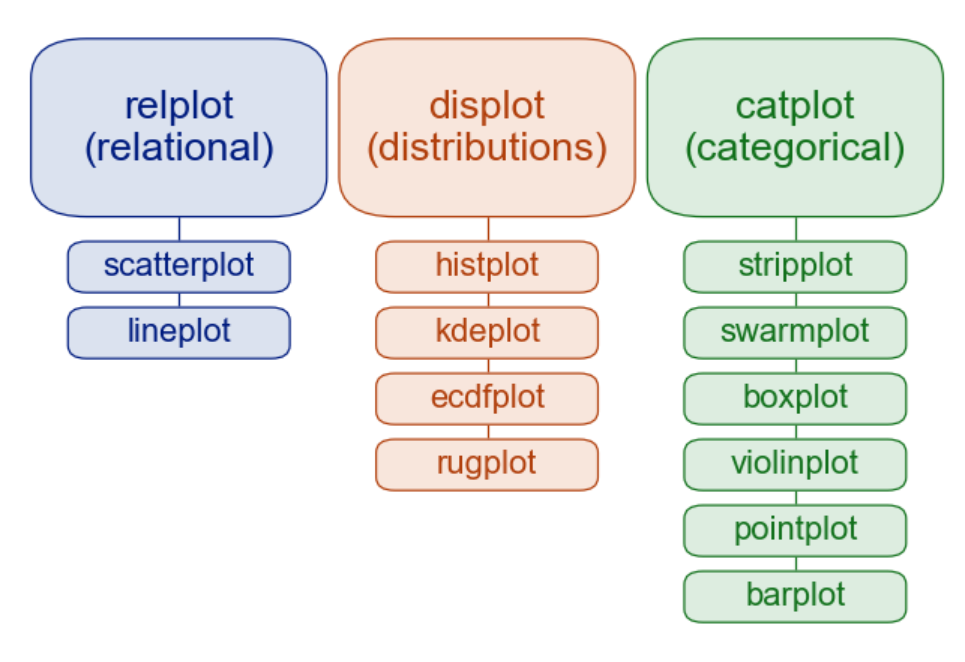 relplot
(relational)
scatterplot
lineplot
displot
(distributions)
histplot
kdeplot
ecdfplot
rugplot
catplot
(categorical)
stripplot
swarmplot
boxplot
violinplot
pointplot
barplot